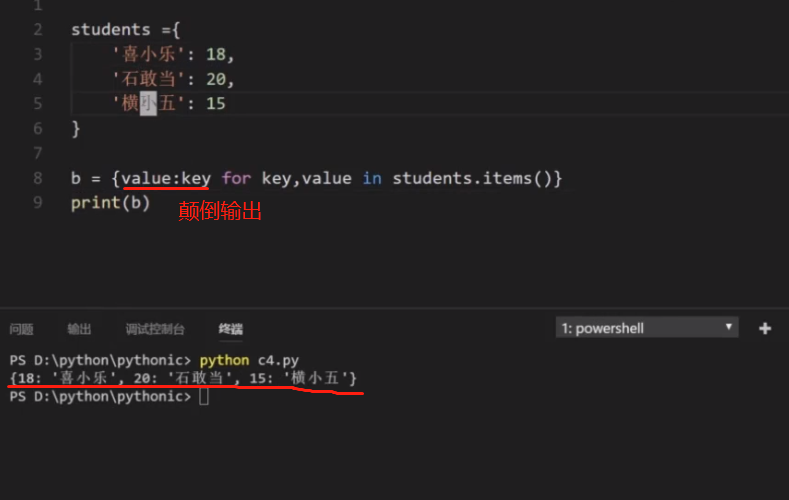 1
2 students ={
3 '喜小乐': 18,
4 '石敢当': 20,
5 '横小五': 15
6 }
7
8 b = {value:key for key,value in students.items()}
9 print(b)
颠倒输出
问题 输出 调试控制台 终端 1: powershell
PS D:\python\pythonic> python c4.py
{18: '喜小乐', 20: '石敢当', 15: '横小五'}
PS D:\python\pythonic>